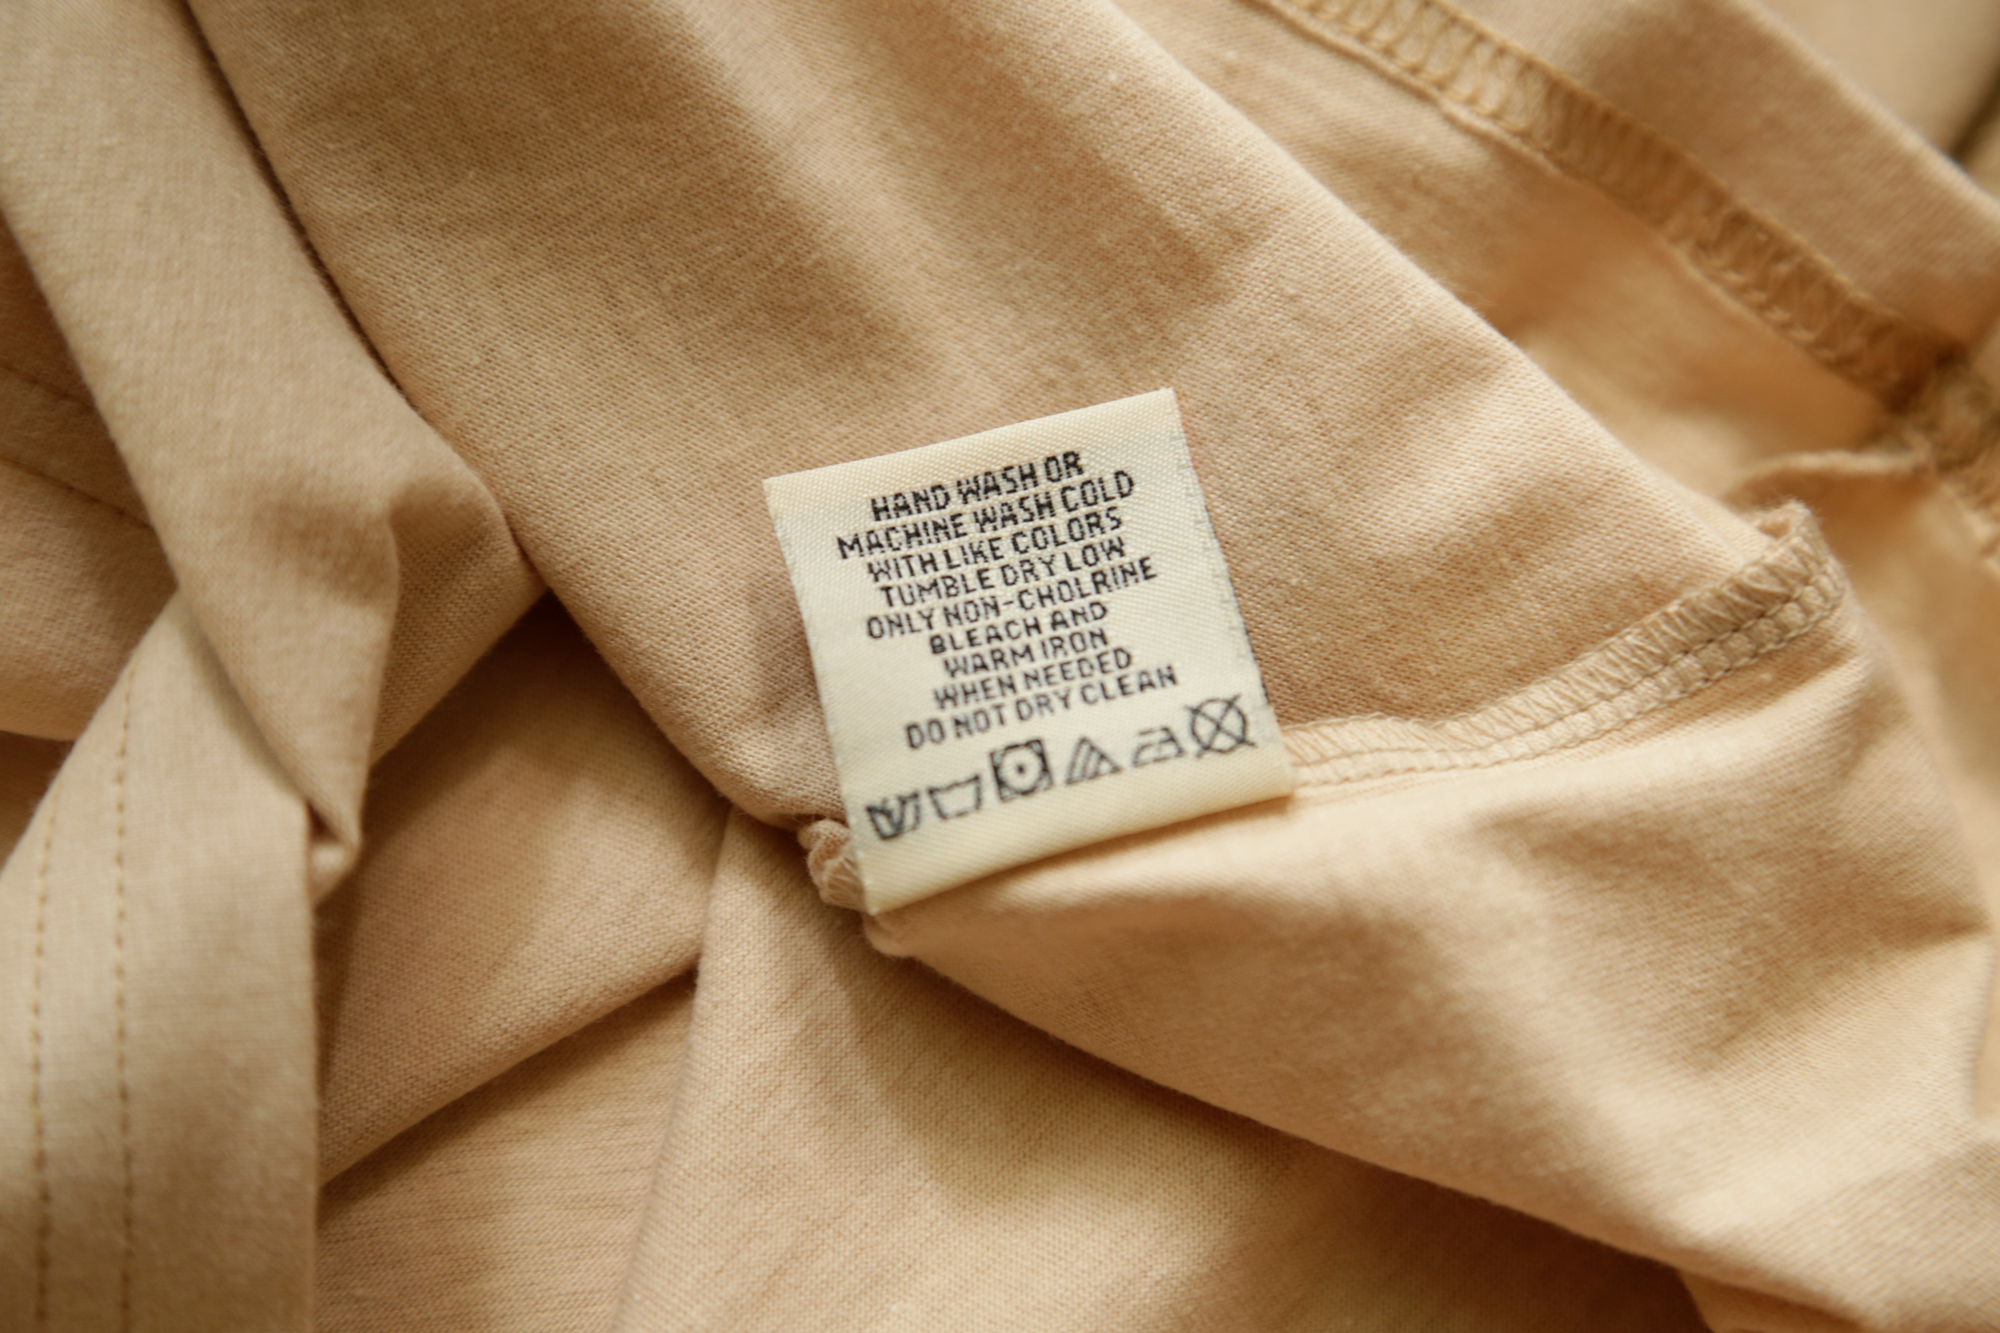 HAND WASH OR
MACHINE WASH COLD
WITH LIKE COLORS
TUMBLE DRY LOW
ONLY NON-CHOLRINE
BLEACH AND
WARM IRON
WHEN NEEDED
DO NOT DRY CLEAN